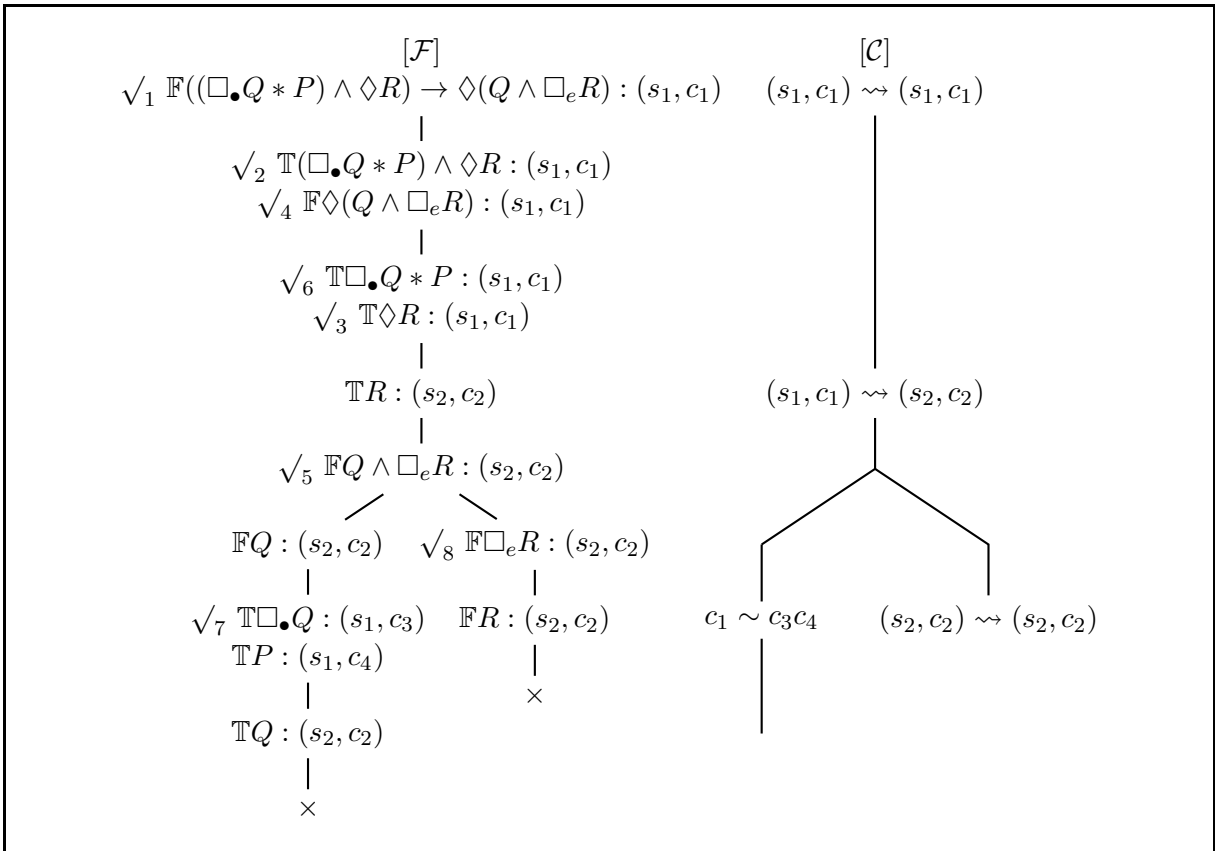 [ℱ] [𝒞]
√₁ 𝔽((□●Q ∗ P) ∧ ◊R) → ◊(Q ∧ □ₑR) : (s₁, c₁) (s₁, c₁) ⇝ (s₁, c₁)
√₂ 𝕋(□●Q ∗ P) ∧ ◊R : (s₁, c₁)
√₄ 𝔽◊(Q ∧ □ₑR) : (s₁, c₁)
√₆ 𝕋□●Q ∗ P : (s₁, c₁)
√₃ 𝕋◊R : (s₁, c₁)
𝕋R : (s₂, c₂) (s₁, c₁) ⇝ (s₂, c₂)
√₅ 𝔽Q ∧ □ₑR : (s₂, c₂)
𝔽Q : (s₂, c₂) √₈ 𝔽□ₑR : (s₂, c₂)
√₇ 𝕋□●Q : (s₁, c₃) 𝔽R : (s₂, c₂) c₁ ∼ c₃c₄ (s₂, c₂) ⇝ (s₂, c₂)
𝕋P : (s₁, c₄)
×
𝕋Q : (s₂, c₂)
×